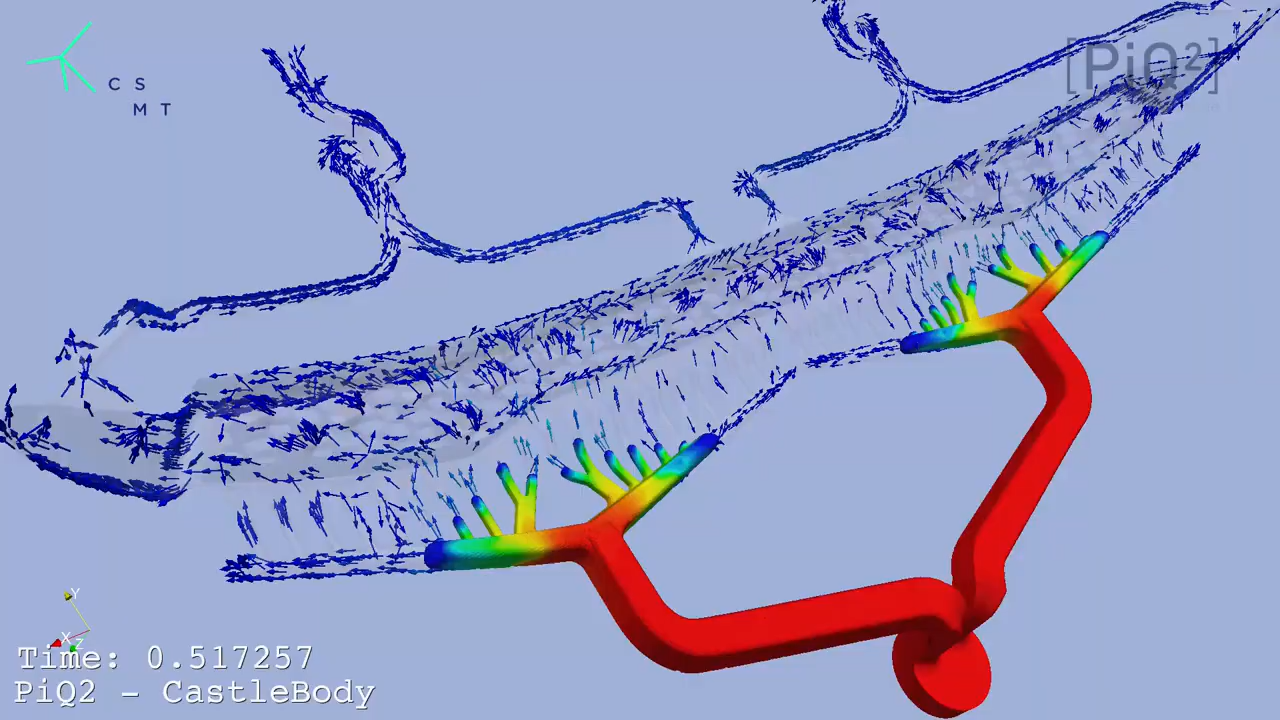 C S
M T
[PiQ²]
Y
X
Z
Time: 0.517257
PiQ2 - CastleBody